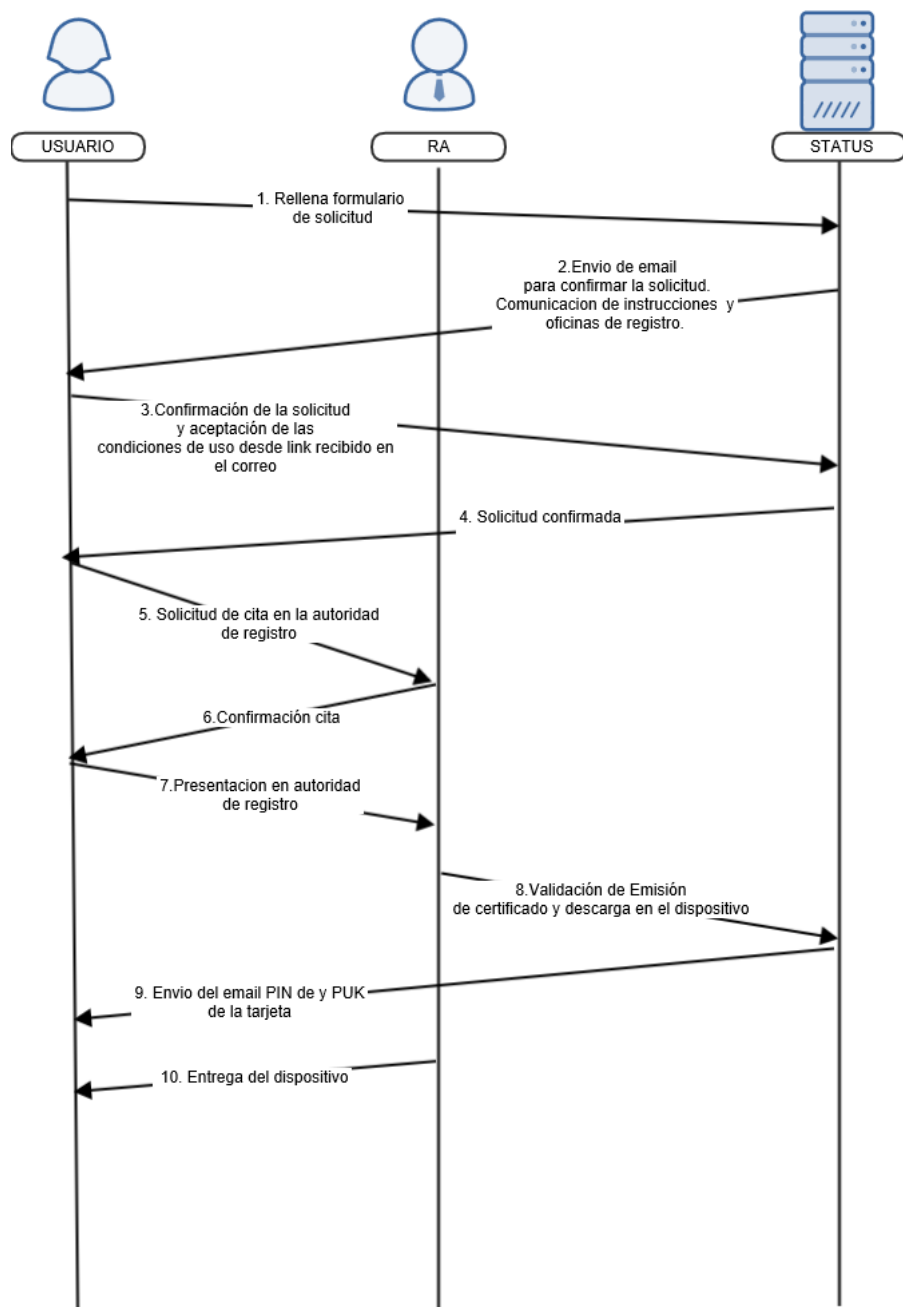 USUARIO
RA
STATUS
1. Rellena formulario
de solicitud
2.Envio de email
para confirmar la solicitud.
Comunicacion de instrucciones y
oficinas de registro.
3.Confirmación de la solicitud
y aceptación de las
condiciones de uso desde link recibido en
el correo
4. Solicitud confirmada
5. Solicitud de cita en la autoridad
de registro
6.Confirmación cita
7.Presentacion en autoridad
de registro
8.Validación de Emisión
de certificado y descarga en el dispositivo
9. Envio del email PIN de y PUK
de la tarjeta
10. Entrega del dispositivo